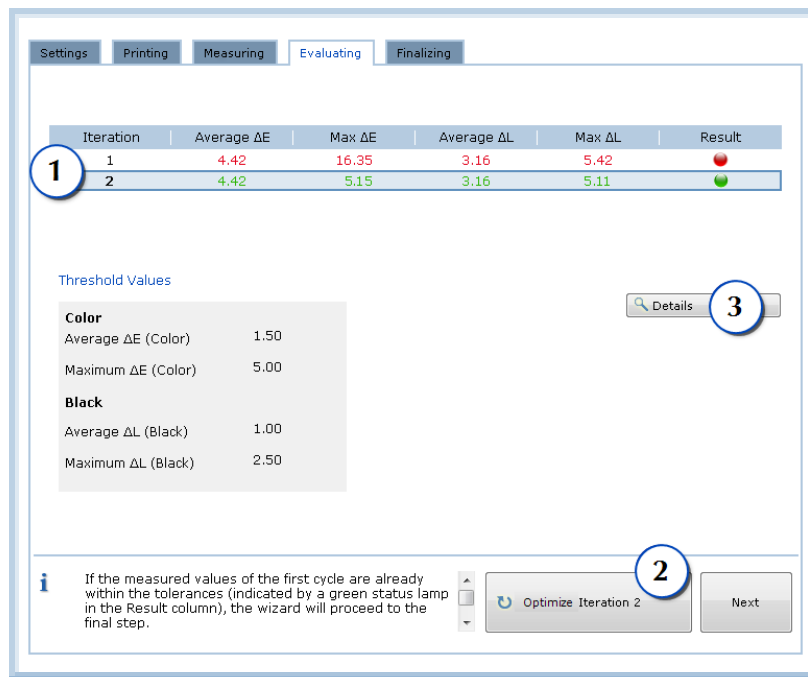 Settings Printing Measuring Evaluating Finalizing
Iteration Average ΔE Max ΔE Average ΔL Max ΔL Result
1 4.42 16.35 3.16 5.42
1
2 4.42 5.15 3.16 5.11
Threshold Values
Details 3
Color
Average ΔE (Color) 1.50
Maximum ΔE (Color) 5.00
Black
Average ΔL (Black) 1.00
Maximum ΔL (Black) 2.50
i
If the measured values of the first cycle are already
within the tolerances (indicated by a green status lamp
in the Result column), the wizard will proceed to the
final step.
2
Optimize Iteration 2
Next